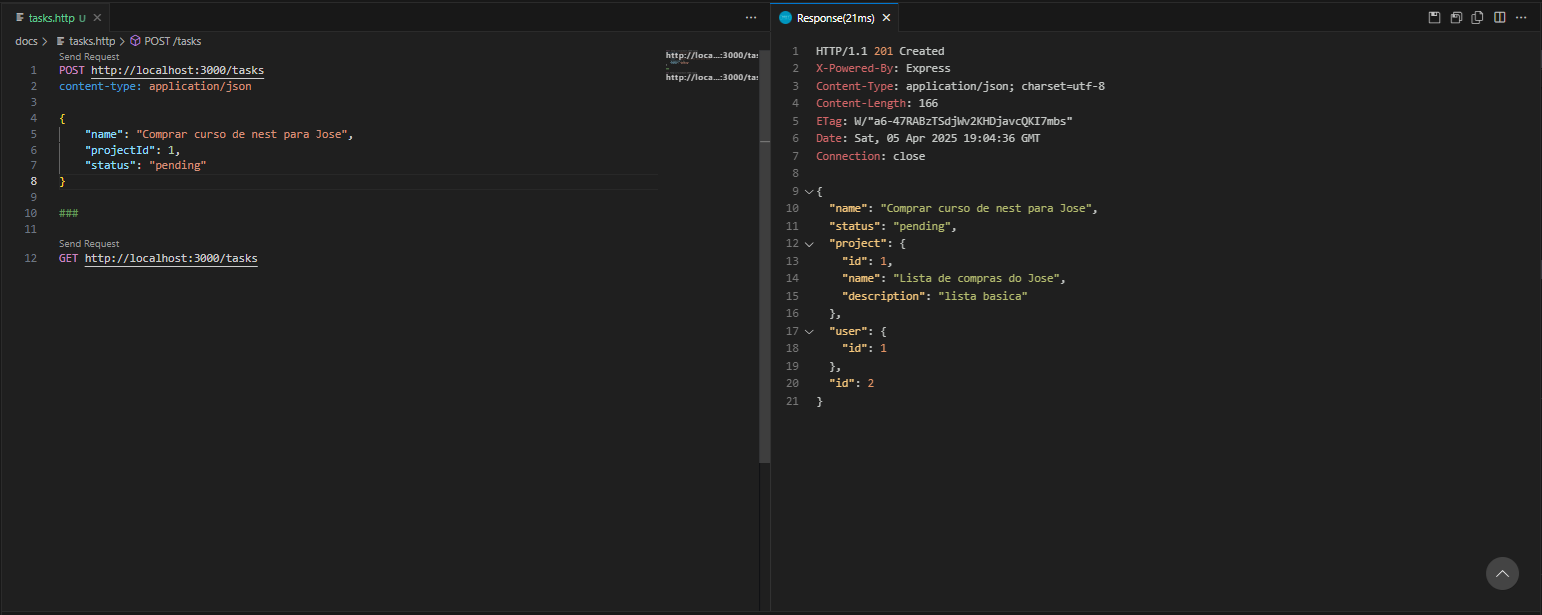 tasks.http U
docs > tasks.http > POST /tasks
Send Request
1 POST http://localhost:3000/tasks
2 content-type: application/json
3
4 {
5 "name": "Comprar curso de nest para Jose",
6 "projectId": 1,
7 "status": "pending"
8 }
9
10 ###
11
Send Request
12 GET http://localhost:3000/tasks
http://loca...:3000/tas
http://loca...:3000/tas
Response(21ms)
1 HTTP/1.1 201 Created
2 X-Powered-By: Express
3 Content-Type: application/json; charset=utf-8
4 Content-Length: 166
5 ETag: W/"a6-47RABzTSdjWv2KHDjavcQKI7mbs"
6 Date: Sat, 05 Apr 2025 19:04:36 GMT
7 Connection: close
8
9 {
10 "name": "Comprar curso de nest para Jose",
11 "status": "pending",
12 "project": {
13 "id": 1,
14 "name": "Lista de compras do Jose",
15 "description": "lista basica"
16 },
17 "user": {
18 "id": 1
19 },
20 "id": 2
21 }